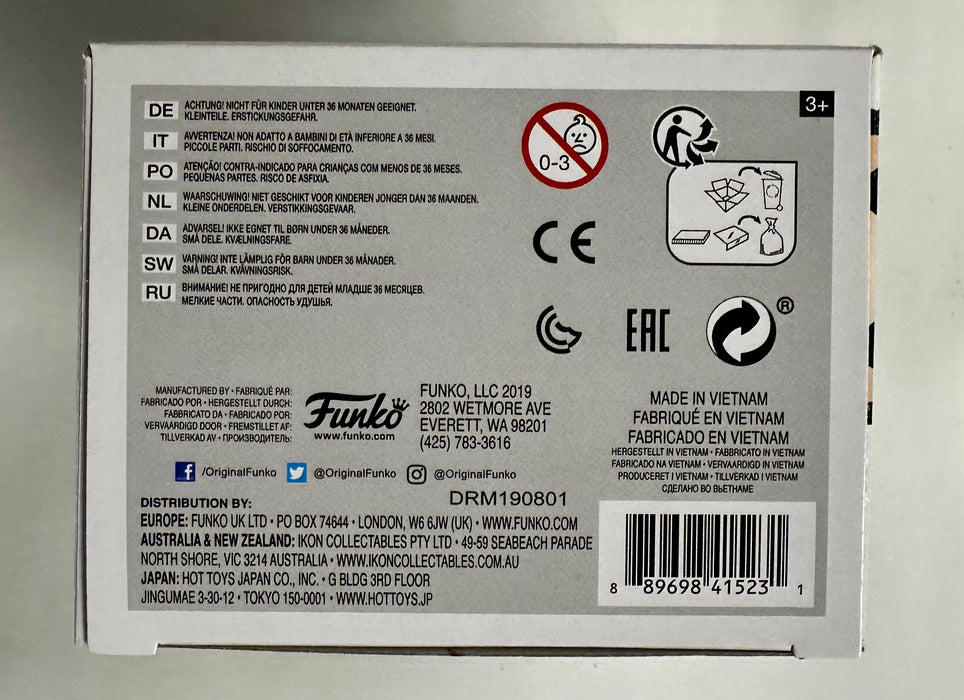 DE ACHTUNG! NICHT FÜR KINDER UNTER 36 MONATEN GEEIGNET.
KLEINTEILE. ERSTICKUNGSGEFAHR.
IT AVVERTENZA! NON ADATTO A BAMBINI DI ETÀ INFERIORE A 36 MESI.
PICCOLE PARTI. RISCHIO DI SOFFOCAMENTO.
PO ATENÇÃO! CONTRA-INDICADO PARA CRIANÇAS COM MENOS DE 36 MESES.
PEQUENAS PARTES. RISCO DE ASFIXIA.
NL WAARSCHUWING! NIET GESCHIKT VOOR KINDEREN JONGER DAN 36 MAANDEN.
KLEINE ONDERDELEN. VERSTIKKINGSGEVAAR.
DA ADVARSEL! IKKE EGNET TIL BØRN UNDER 36 MÅNEDER.
SMÅ DELE. KVÆLNINGSFARE.
SW VARNING! INTE LÄMPLIG FÖR BARN UNDER 36 MÅNADER.
SMÅ DELAR. KVÄVNINGSRISK.
RU ВНИМАНИЕ! НЕ ПРИГОДНО ДЛЯ ДЕТЕЙ МЛАДШЕ 36 МЕСЯЦЕВ.
МЕЛКИЕ ЧАСТИ. ОПАСНОСТЬ УДУШЬЯ.
0-3
3+
CE
EAC
®
MANUFACTURED BY • FABRIQUÉ PAR:
FABRICADO POR • HERGESTELLT DURCH:
FABBRICATO DA • FABRICADO POR:
VERVAARDIGD DOOR • FREMSTILLET AF:
TILLVERKAD AV • ПРОИЗВОДИТЕЛЬ:
Funko
www.funko.com
FUNKO, LLC 2019
2802 WETMORE AVE
EVERETT, WA 98201
(425) 783-3616
MADE IN VIETNAM
FABRIQUÉ EN VIETNAM
FABRICADO EN VIETNAM
HERGESTELLT IN VIETNAM • FABBRICATO IN VIETNAM
FABRICADO NA VIETNAM • VERVAARDIGD IN VIETNAM
PRODUCERET I VIETNAM • TILLVERKAD I VIETNAM
СДЕЛАНО ВО ВЬЕТНАМЕ
f /OriginalFunko @OriginalFunko @OriginalFunko
DRM190801
DISTRIBUTION BY:
EUROPE: FUNKO UK LTD • PO BOX 74644 • LONDON, W6 6JW (UK) • WWW.FUNKO.COM
AUSTRALIA & NEW ZEALAND: IKON COLLECTABLES PTY LTD • 49-59 SEABEACH PARADE
NORTH SHORE, VIC 3214 AUSTRALIA • WWW.IKONCOLLECTABLES.COM.AU
JAPAN: HOT TOYS JAPAN CO., INC. • G BLDG 3RD FLOOR
JINGUMAE 3-30-12 • TOKYO 150-0001 • WWW.HOTTOYS.JP
8 89698 41523 1